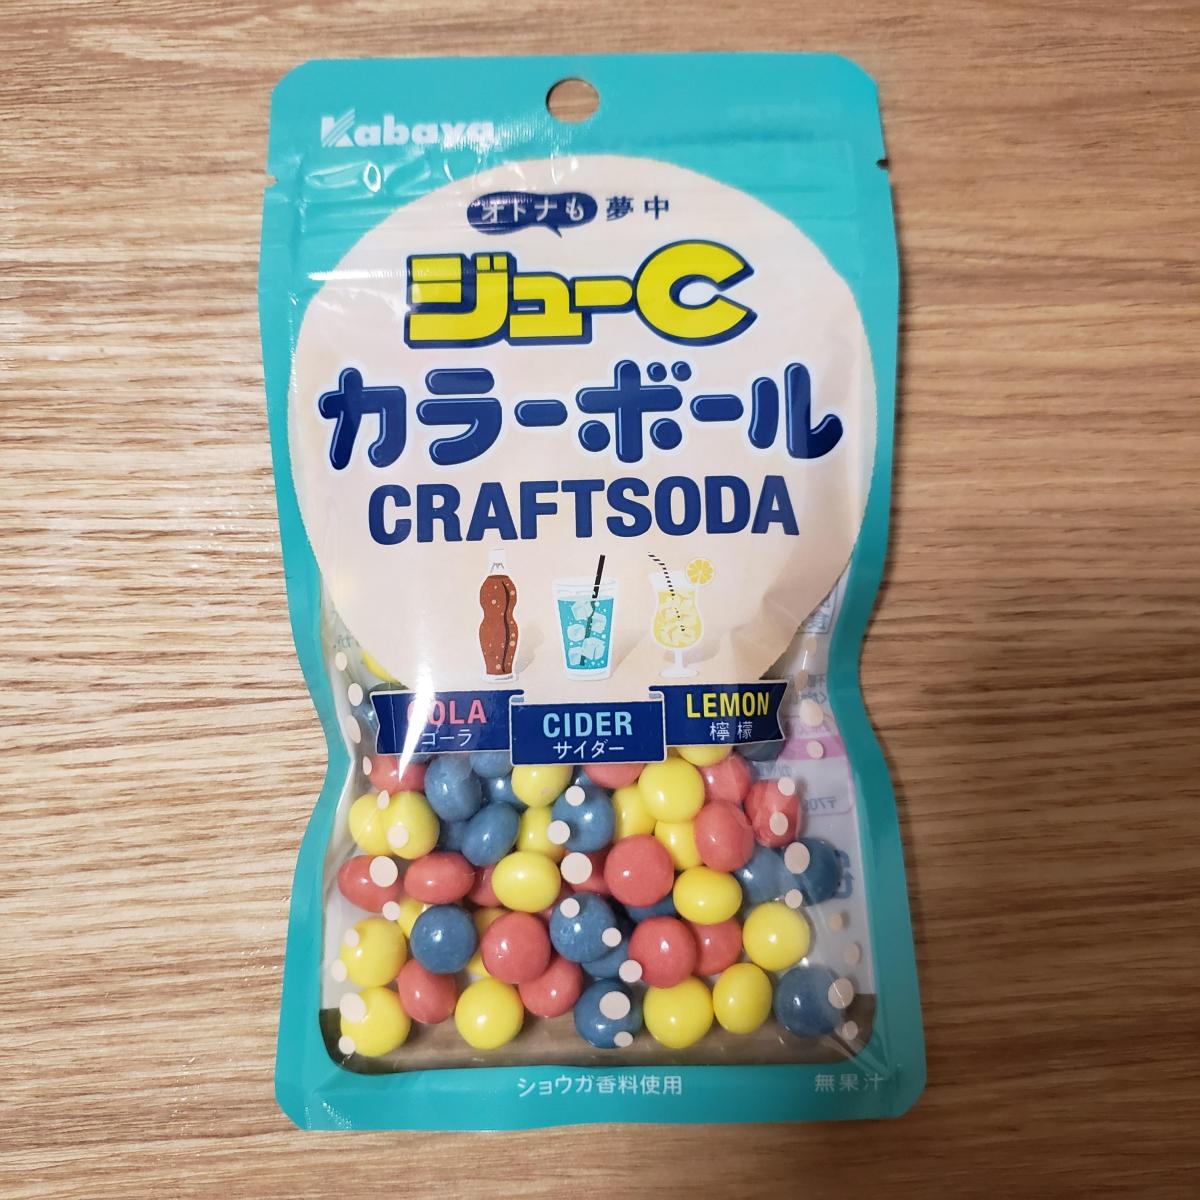 Kabaya
オトナも夢中
ジューC
カラーボール
CRAFTSODA
COLA
コーラ
CIDER
サイダー
LEMON
檸檬
ショウガ香料使用
無果汁